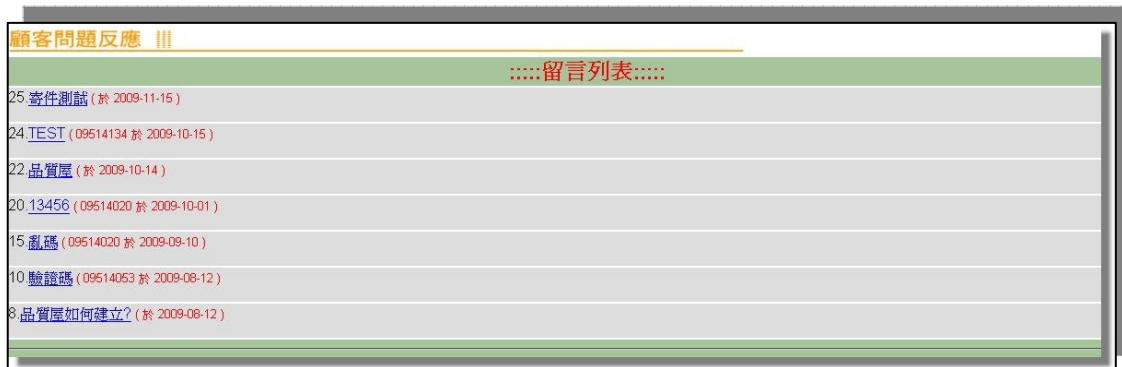 顧客問題反應
:::::留言列表:::::
25.寄件測試 ( 於 2009-11-15 )
24.TEST ( 09514134 於 2009-10-15 )
22.品質屋 ( 於 2009-10-14 )
20.13456 ( 09514020 於 2009-10-01 )
15.亂碼 ( 09514020 於 2009-09-10 )
10.驗證碼 ( 09514053 於 2009-08-12 )
8.品質屋如何建立? ( 於 2009-08-12 )